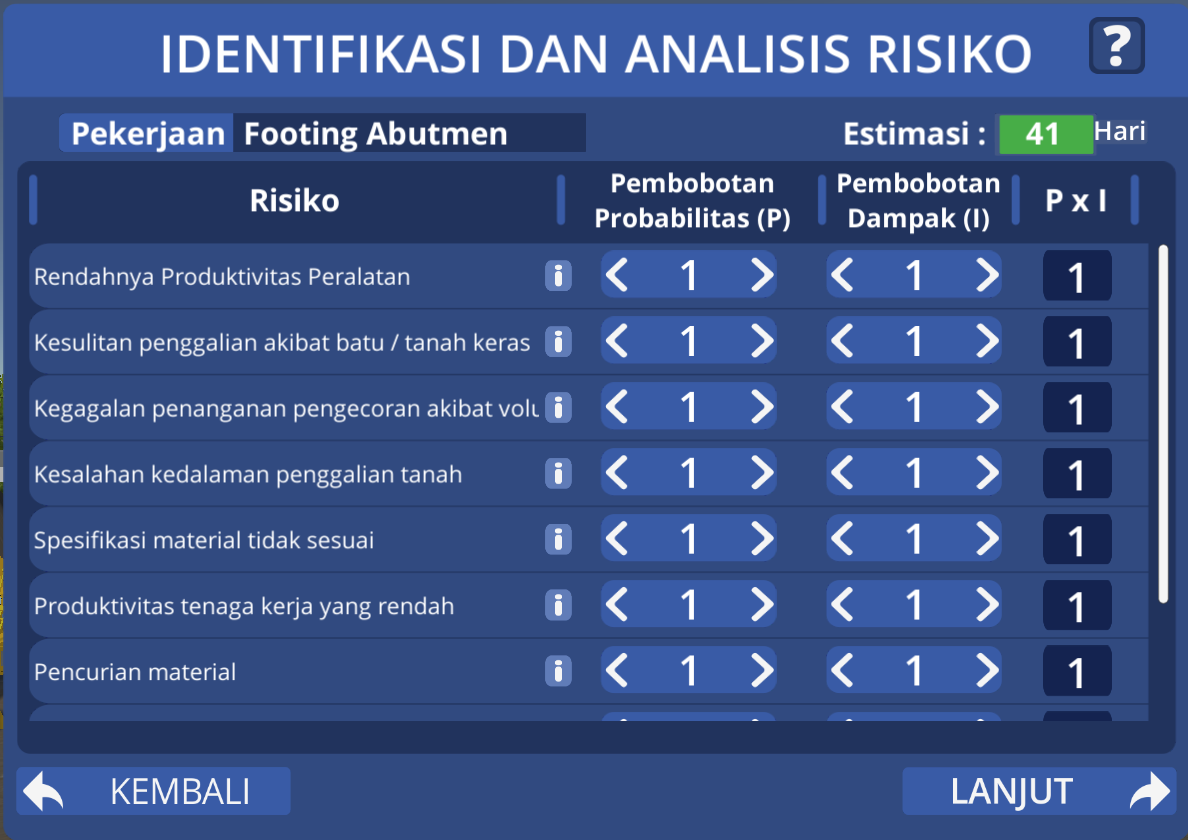 IDENTIFIKASI DAN ANALISIS RISIKO ?
Pekerjaan Footing Abutmen Estimasi : 41 Hari
Risiko Pembobotan Probabilitas (P) Pembobotan Dampak (I) P x I
Rendahnya Produktivitas Peralatan i < 1 > < 1 > 1
Kesulitan penggalian akibat batu / tanah keras i < 1 > < 1 > 1
Kegagalan penanganan pengecoran akibat i < 1 > < 1 > 1
Kesalahan kedalaman penggalian tanah i < 1 > < 1 > 1
Spesifikasi material tidak sesuai i < 1 > < 1 > 1
Produktivitas tenaga kerja yang rendah i < 1 > < 1 > 1
Pencurian material i < 1 > < 1 > 1
KEMBALI LANJUT